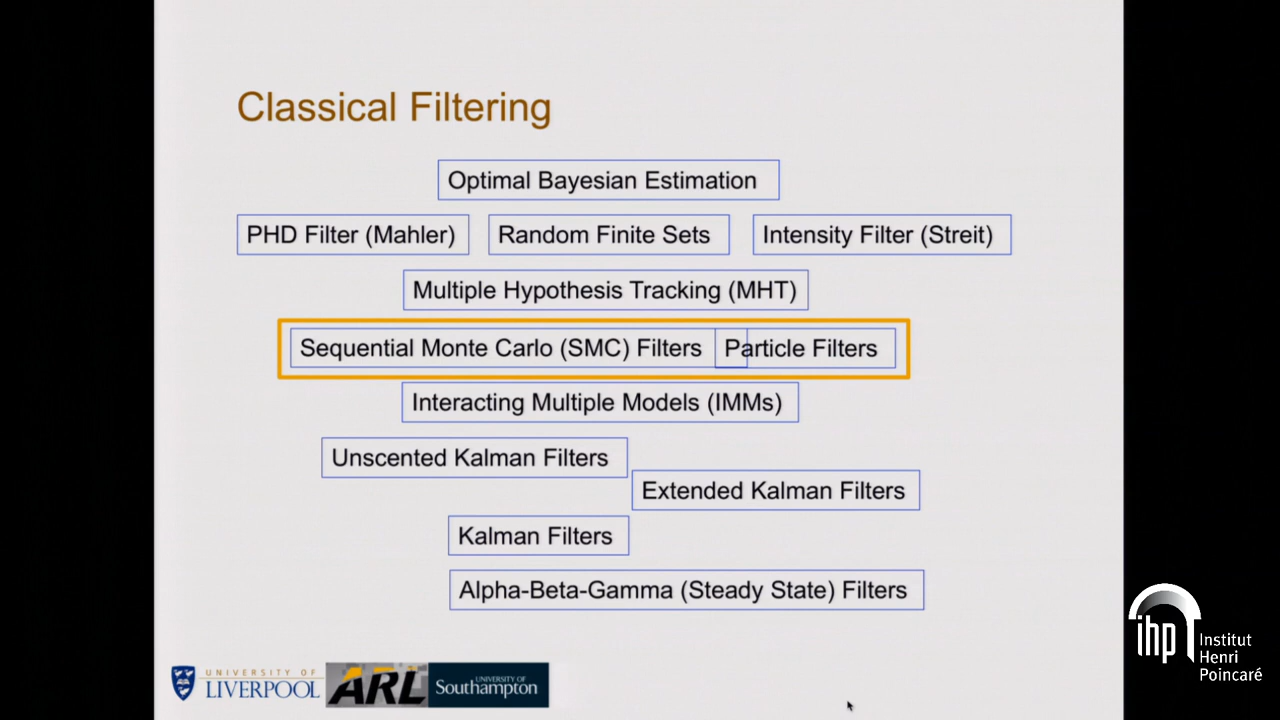 Classical Filtering
Optimal Bayesian Estimation
PHD Filter (Mahler)
Random Finite Sets
Intensity Filter (Streit)
Multiple Hypothesis Tracking (MHT)
Sequential Monte Carlo (SMC) Filters
Particle Filters
Interacting Multiple Models (IMMs)
Unscented Kalman Filters
Extended Kalman Filters
Kalman Filters
Alpha-Beta-Gamma (Steady State) Filters
UNIVERSITY OF
LIVERPOOL
ARL
UNIVERSITY OF
Southampton
ihp
Institut
Henri
Poincaré